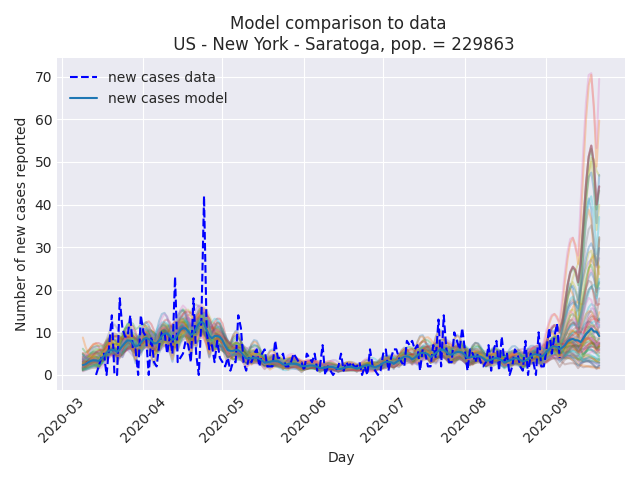 Model comparison to data
US - New York - Saratoga, pop. = 229863
new cases data
new cases model
Number of new cases reported
70
60
50
40
30
20
10
0
2020-03
2020-04
2020-05
2020-06
2020-07
2020-08
2020-09
Day